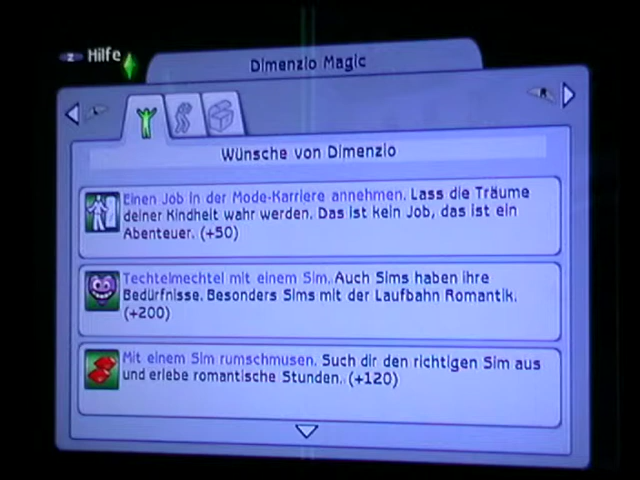 Z Hilfe
Dimenzio Magic
Wünsche von Dimenzio
Einen Job in der Mode-Karriere annehmen. Lass die Träume
deiner Kindheit wahr werden. Das ist kein Job, das ist ein
Abenteuer. (+50)
Techtelmechtel mit einem Sim. Auch Sims haben ihre
Bedürfnisse. Besonders Sims mit der Laufbahn Romantik.
(+200)
Mit einem Sim rumschmusen. Such dir den richtigen Sim aus
und erlebe romantische Stunden. (+120)